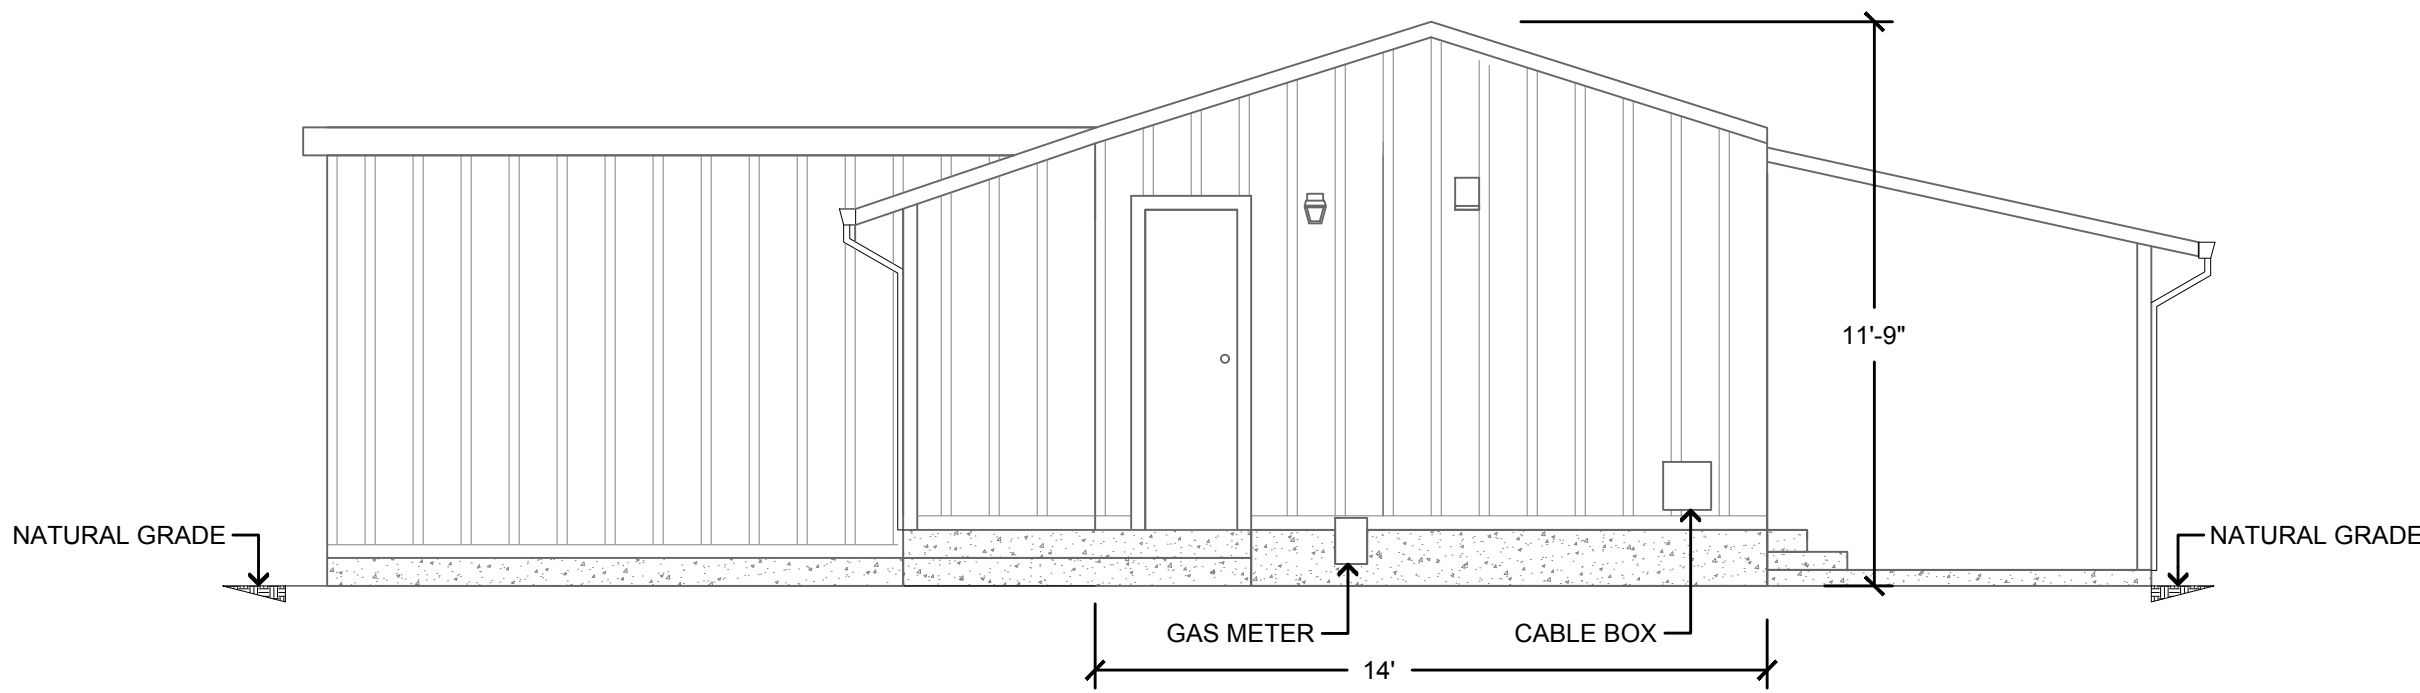 11'-9"
NATURAL GRADE
NATURAL GRADE
GAS METER
CABLE BOX
14'